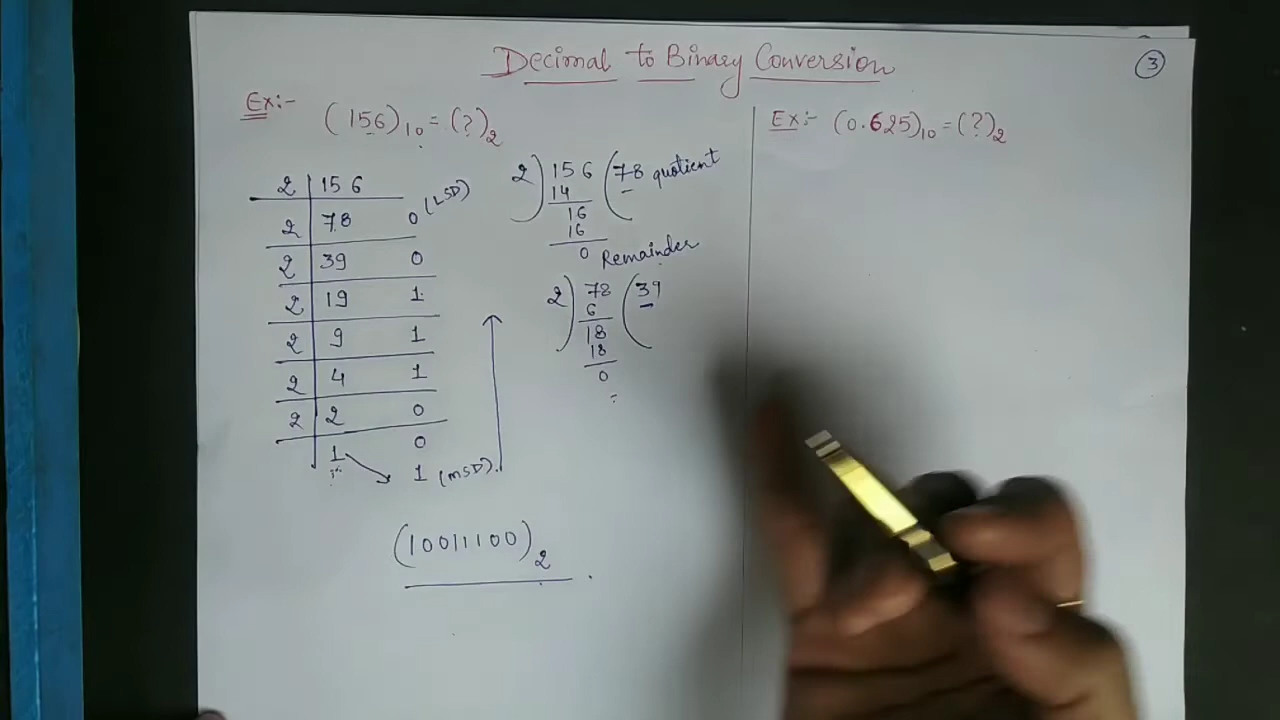 Decimal to Binary Conversion
3
Ex:- (156)10 = (?)2
2 | 156
2 | 78 0 (LSD)
2 | 39 0
2 | 19 1
2 | 9 1
2 | 4 1
2 | 2 0
1 0
1 (MSD)
(10011100)2
2) 156 (78 quotient
14
16
16
0 Remainder
2) 78 (39
6
18
18
0
=
Ex:- (0.625)10 = (?)2